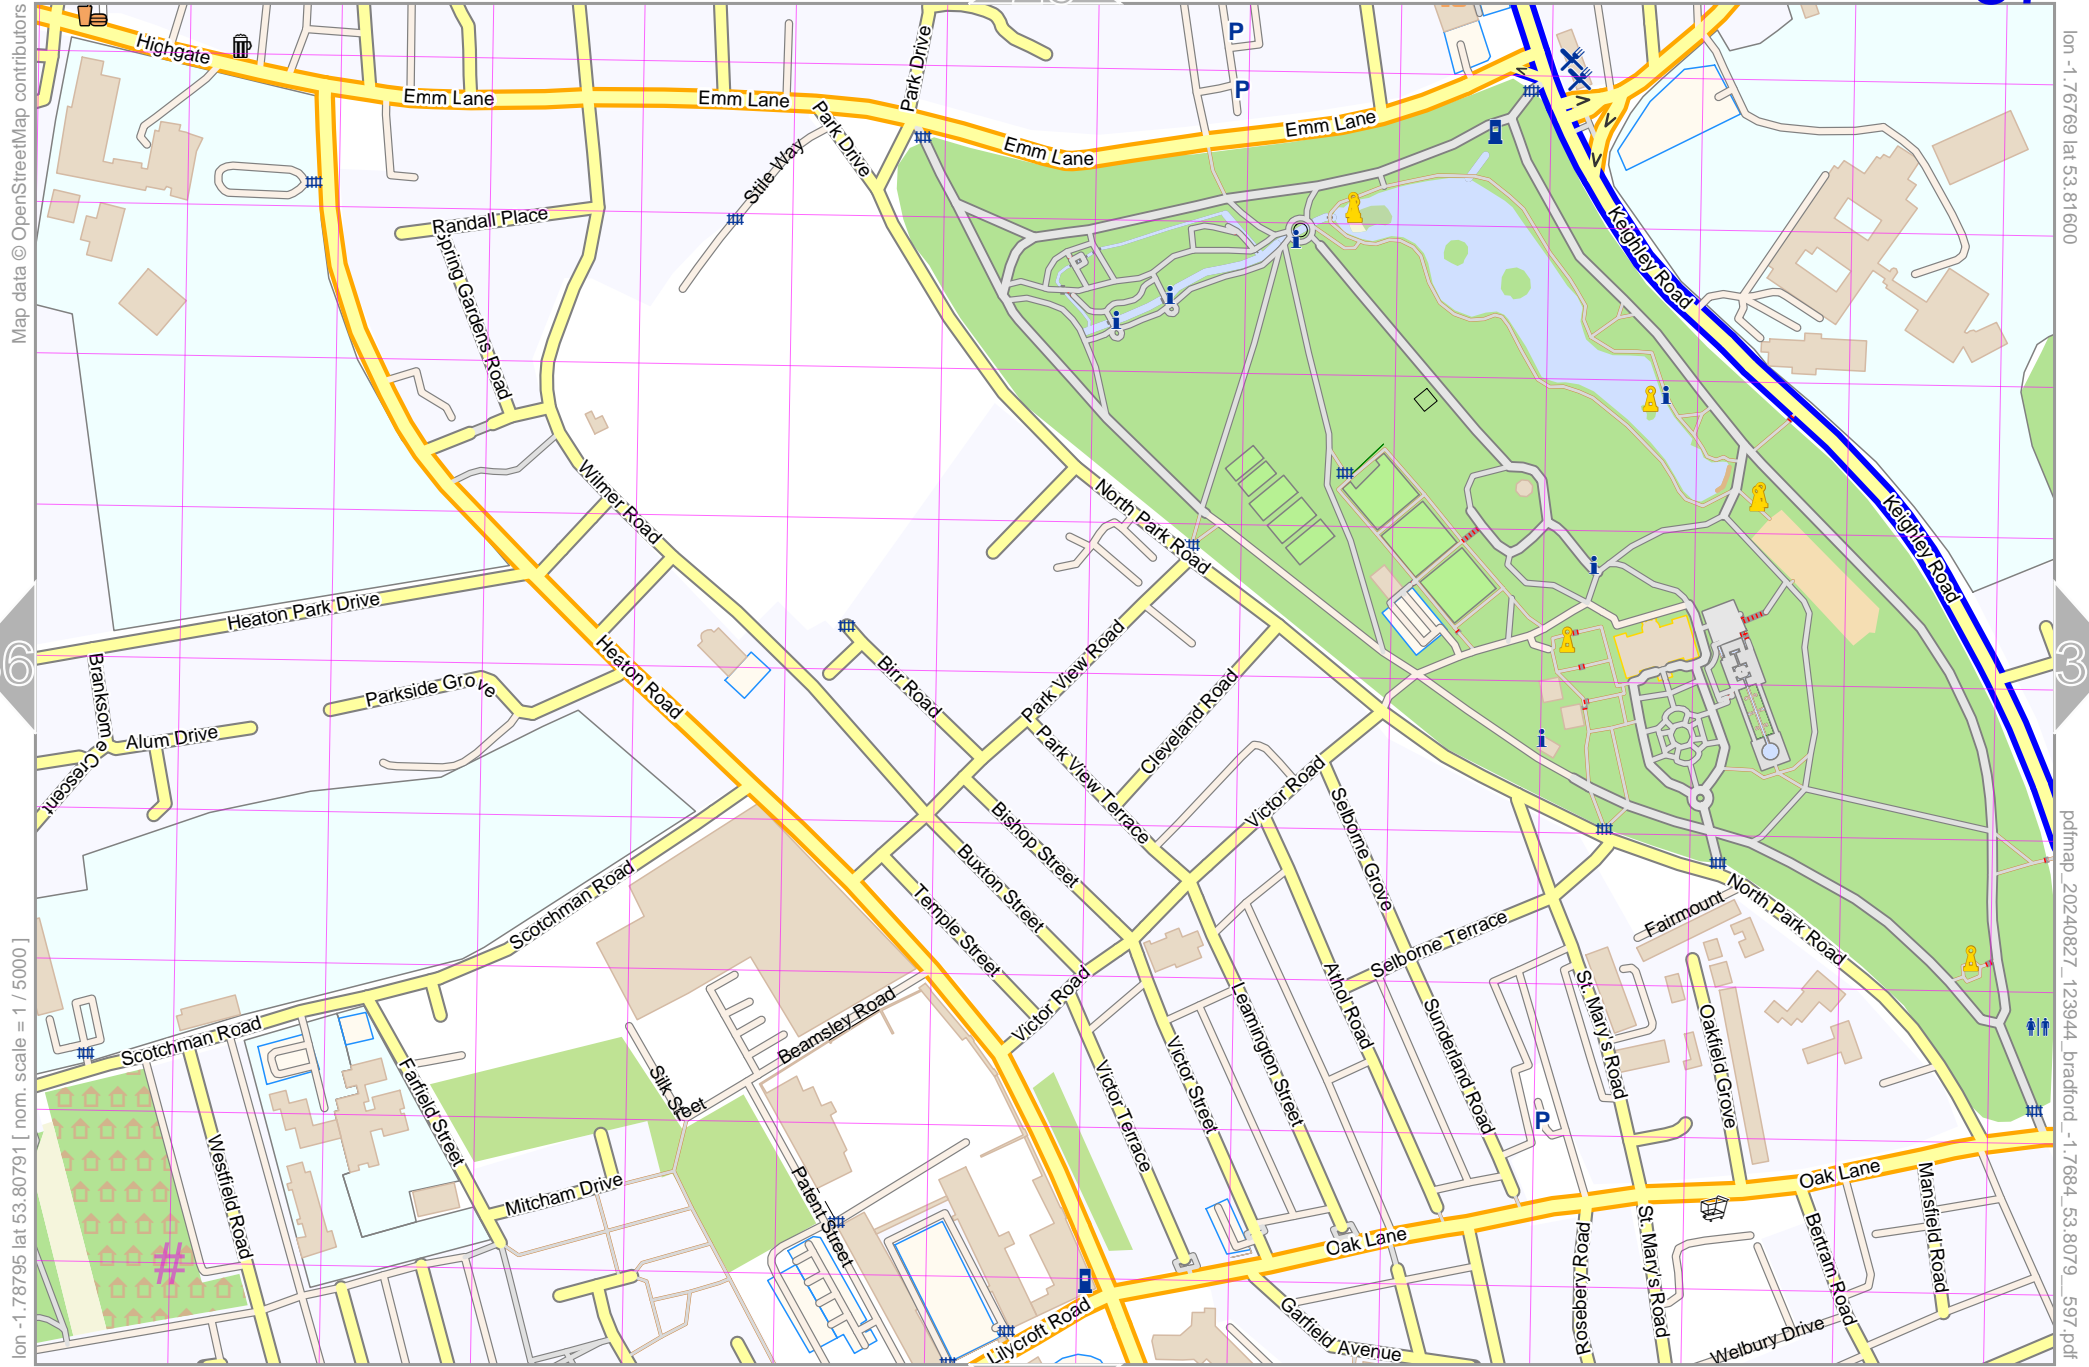 Highgate
Emm Lane
Emm Lane
Park Drive
Park Drive
Emm Lane
Emm Lane
P
P
Stile Way
Randall Place
Spring Gardens Road
Keighley Road
Keighley Road
Wilmer Road
North Park Road
Heaton Park Drive
Heaton Road
Branksome Crescent
Parkside Grove
Alum Drive
Birr Road
Park View Road
Cleveland Road
Park View Terrace
Victor Road
Selborne Grove
Bishop Street
Buxton Street
Temple Street
Scotchman Road
Scotchman Road
Beamsley Road
Victor Road
Selborne Terrace
Fairmount
North Park Road
Athol Road
Sunderland Road
St. Mary's Road
Oakfield Grove
Leamington Street
Victor Street
Victor Terrace
Silk Street
Farfield Street
Westfield Road
Mitcham Drive
Patent Street
P
Oak Lane
Oak Lane
Lilycroft Road
Garfield Avenue
Rosebery Road
St. Mary's Road
Bertram Road
Mansfield Road
Welbury Drive
#
6
3
Map data © OpenStreetMap contributors
lon -1.78795 lat 53.80791 [ nom. scale = 1 / 5000 ]
lon -1.76769 lat 53.81600
pdfmap_20240827_123944_bradford_-1.7684_53.8079__597.pdf